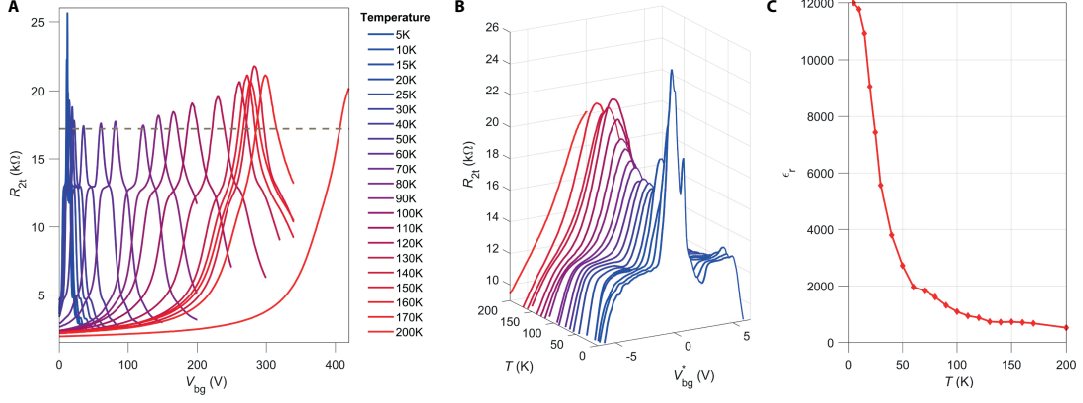 A
R2t (kΩ)
25
20
15
10
5
0
100
200
300
400
Vbg (V)
Temperature
5K
10K
15K
20K
25K
30K
40K
50K
60K
70K
80K
90K
100K
110K
120K
130K
140K
150K
160K
170K
200K
B
R2t (kΩ)
26
24
22
20
18
16
14
12
10
200
150
100
50
0
T (K)
-5
0
5
V*bg (V)
C
ϵr
12000
10000
8000
6000
4000
2000
0
0
50
100
150
200
T (K)